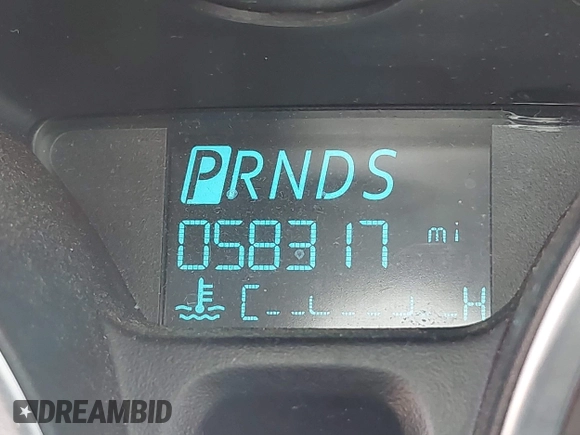 PRNDS
058317 mi
C H
DREAMBID